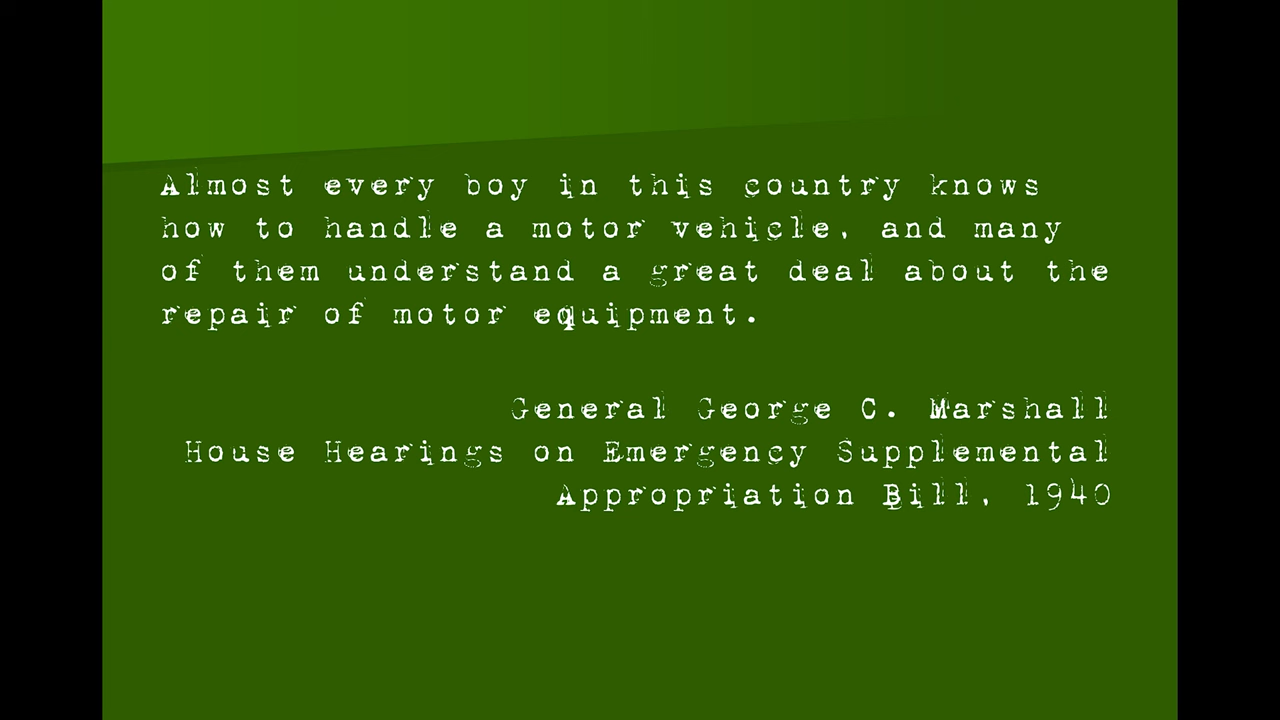 Almost every boy in this country knows
how to handle a motor vehicle, and many
of them understand a great deal about the
repair of motor equipment.
General George C. Marshall
House Hearings on Emergency Supplemental
Appropriation Bill, 1940